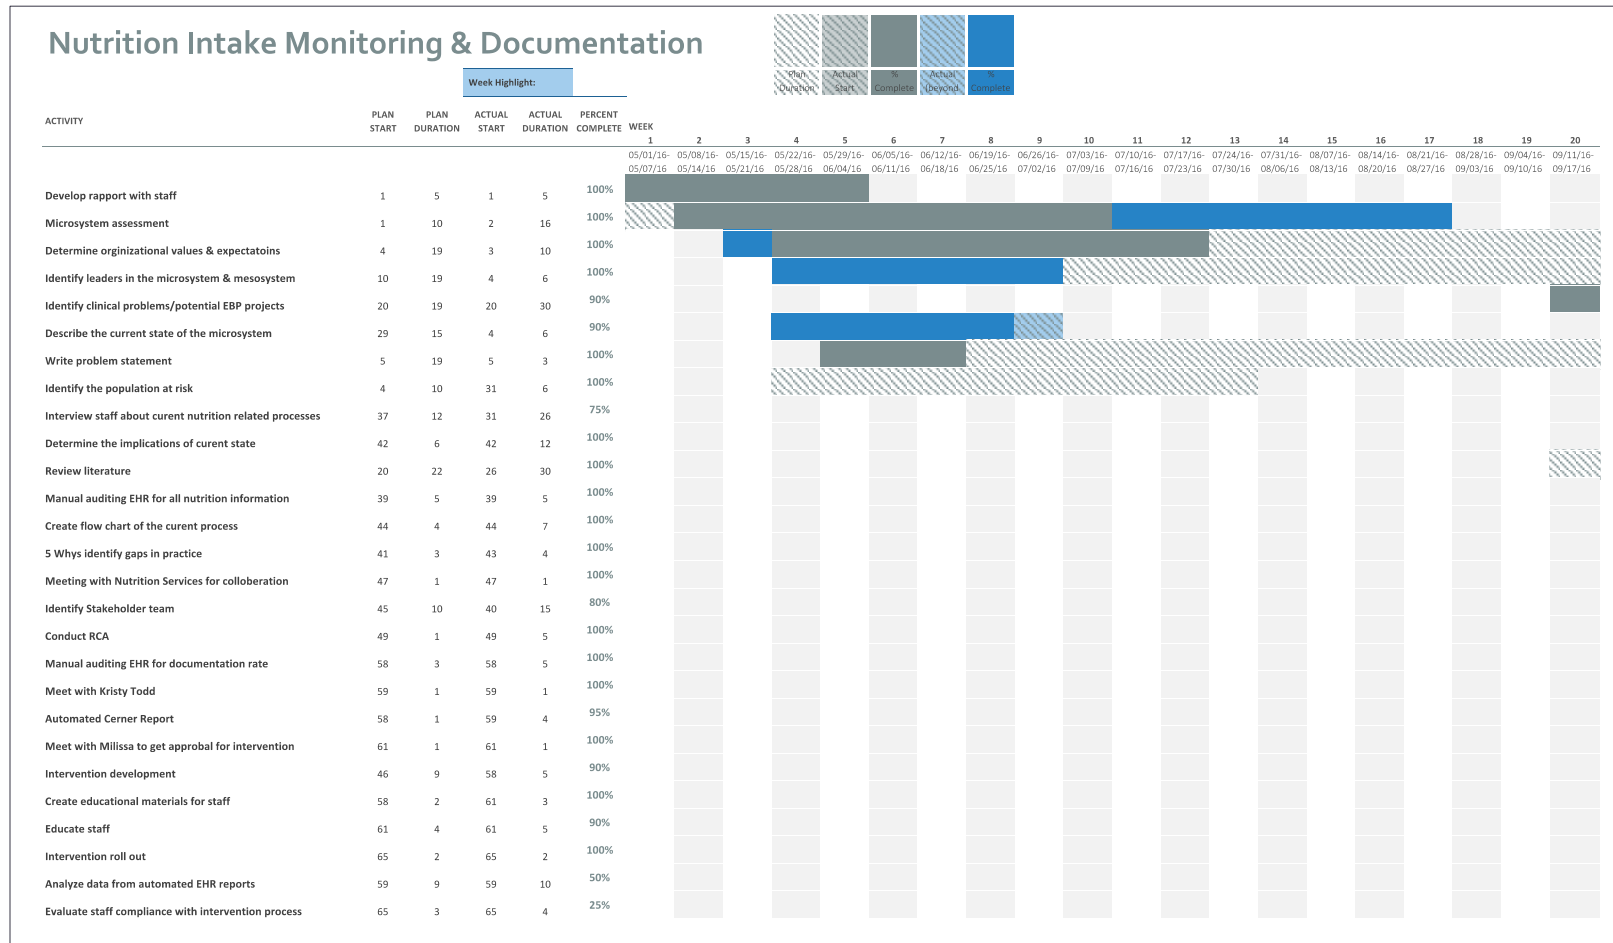 Nutrition Intake Monitoring & Documentation
Week Highlight:
Plan Actual % Actual %
Duration Start Complete (beyond Complete
PLAN PLAN ACTUAL ACTUAL PERCENT
ACTIVITY START DURATION START DURATION COMPLETE WEEK
1 2 3 4 5 6 7 8 9 10 11 12 13 14 15 16 17 18 19 20
05/01/16- 05/08/16- 05/15/16- 05/22/16- 05/29/16- 06/05/16- 06/12/16- 06/19/16- 06/26/16- 07/03/16- 07/10/16- 07/17/16- 07/24/16- 07/31/16- 08/07/16- 08/14/16- 08/21/16- 08/28/16- 09/04/16- 09/11/16-
05/07/16 05/14/16 05/21/16 05/28/16 06/04/16 06/11/16 06/18/16 06/25/16 07/02/16 07/09/16 07/16/16 07/23/16 07/30/16 08/06/16 08/13/16 08/20/16 08/27/16 09/03/16 09/10/16 09/17/16
Develop rapport with staff 1 5 1 5 100%
Microsystem assessment 1 10 2 16 100%
Determine orginizational values & expectatoins 4 19 3 10 100%
Identify leaders in the microsystem & mesosystem 10 19 4 6 100%
Identify clinical problems/potential EBP projects 20 19 20 30 90%
Describe the current state of the microsystem 29 15 4 6 90%
Write problem statement 5 19 5 3 100%
Identify the population at risk 4 10 31 6 100%
Interview staff about curent nutrition related processes 37 12 31 26 75%
Determine the implications of curent state 42 6 42 12 100%
Review literature 20 22 26 30 100%
Manual auditing EHR for all nutrition information 39 5 39 5 100%
Create flow chart of the curent process 44 4 44 7 100%
5 Whys identify gaps in practice 41 3 43 4 100%
Meeting with Nutrition Services for colloberation 47 1 47 1 100%
Identify Stakeholder team 45 10 40 15 80%
Conduct RCA 49 1 49 5 100%
Manual auditing EHR for documentation rate 58 3 58 5 100%
Meet with Kristy Todd 59 1 59 1 100%
Automated Cerner Report 58 1 59 4 95%
Meet with Milissa to get approbal for intervention 61 1 61 1 100%
Intervention development 46 9 58 5 90%
Create educational materials for staff 58 2 61 3 100%
Educate staff 61 4 61 5 90%
Intervention roll out 65 2 65 2 100%
Analyze data from automated EHR reports 59 9 59 10 50%
Evaluate staff compliance with intervention process 65 3 65 4 25%